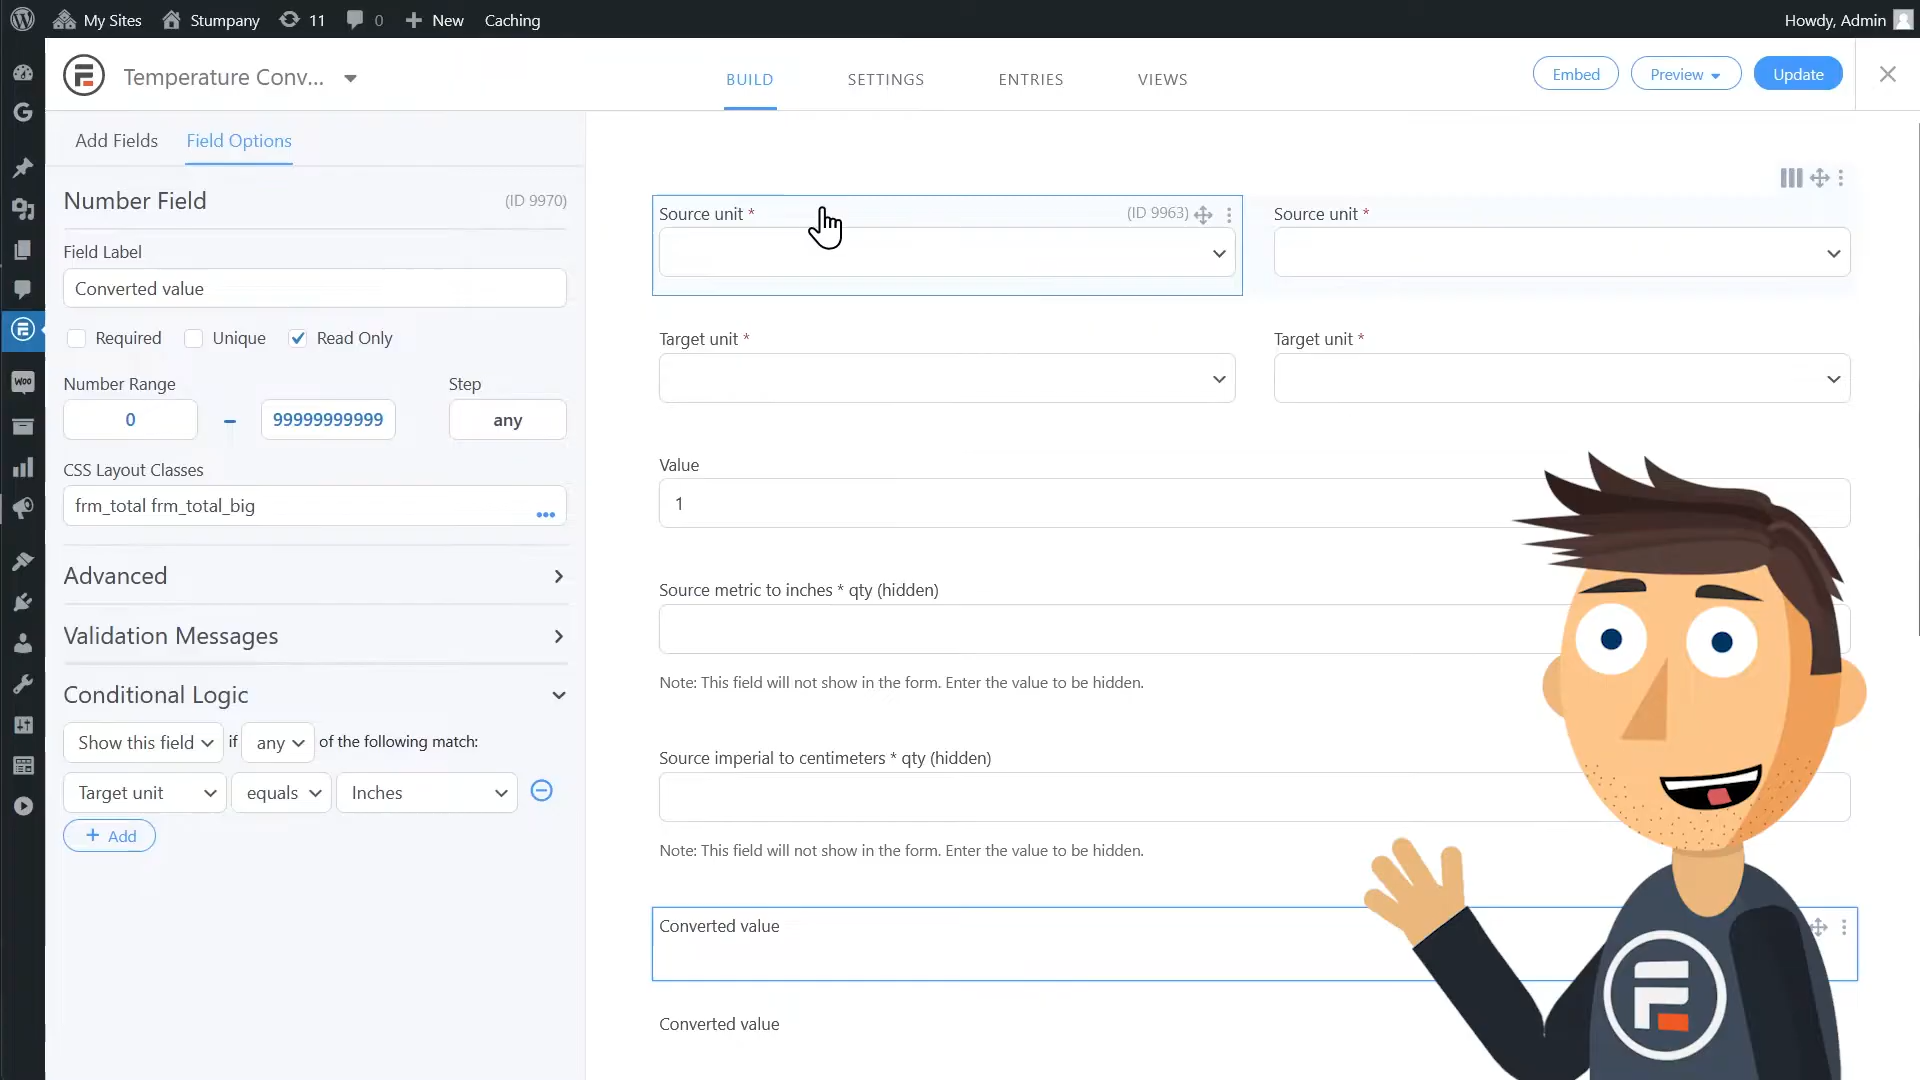 My Sites Stumpany 11 0 New Caching Howdy, Admin
Temperature Conv... BUILD SETTINGS ENTRIES VIEWS Embed Preview Update
Add Fields Field Options
Number Field (ID 9970)
Field Label
Converted value
Required Unique Read Only
Number Range Step
0 – 99999999999 any
CSS Layout Classes
frm_total frm_total_big
Advanced
Validation Messages
Conditional Logic
Show this field if any of the following match:
Target unit equals Inches
+ Add
Source unit * (ID 9963)
Source unit *
Target unit *
Target unit *
Value
1
Source metric to inches * qty (hidden)
Note: This field will not show in the form. Enter the value to be hidden.
Source imperial to centimeters * qty (hidden)
Note: This field will not show in the form. Enter the value to be hidden.
Converted value
Converted value
WOO